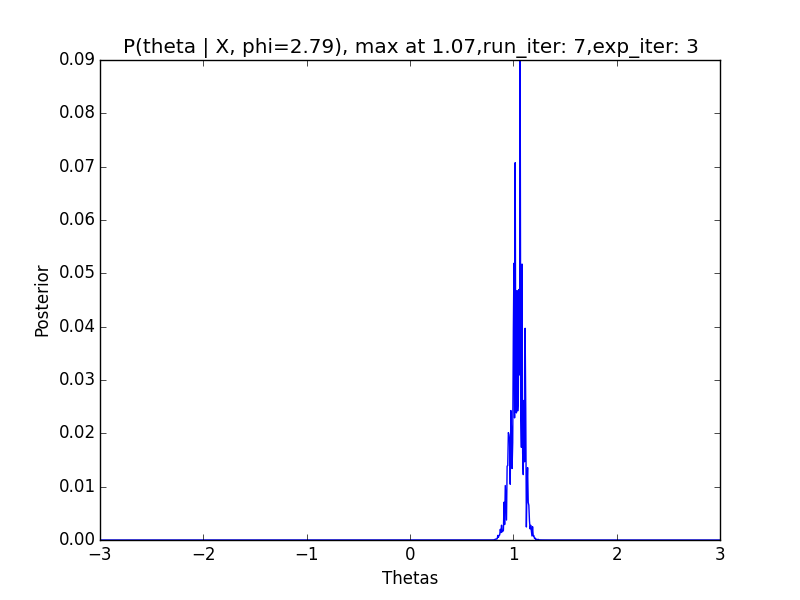 P(theta | X, phi=2.79), max at 1.07,run_iter: 7,exp_iter: 3
0.09
0.08
0.07
0.06
0.05
0.04
0.03
0.02
0.01
0.00
Posterior
−3 −2 −1 0 1 2 3
Thetas